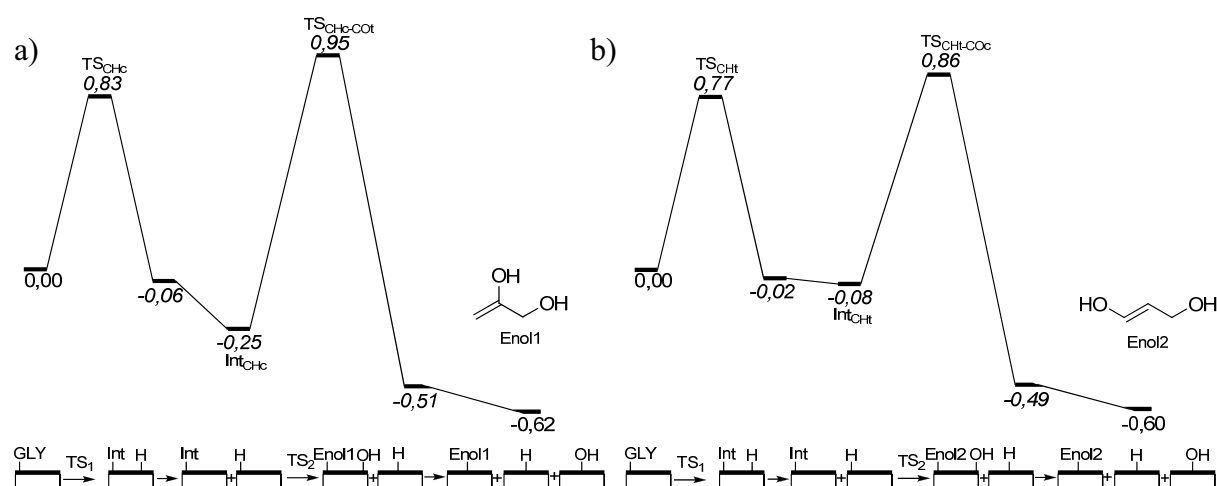 a)
TS_CHc
0,83
0,00
-0,06
-0,25
Int_CHc
TS_CHc-COt
0,95
-0,51
-0,62
OH
OH
Enol1
GLY
TS1
Int H
Int
H
+
TS2
Enol1 OH
H
+
Enol1
H
OH
+
+
b)
TS_CHt
0,77
0,00
-0,02
-0,08
Int_CHt
TS_CHt-COc
0,86
-0,49
-0,60
HO
OH
Enol2
GLY
TS1
Int H
Int
H
+
TS2
Enol2 OH
H
+
Enol2
H
OH
+
+